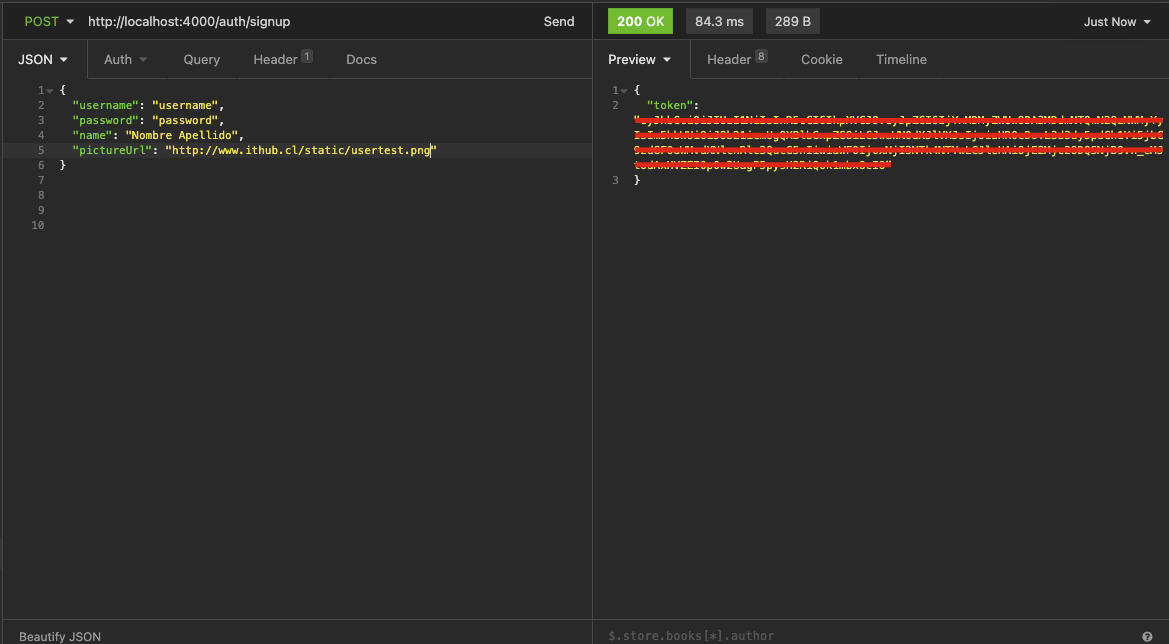 POST http://localhost:4000/auth/signup Send
200 OK 84.3 ms 289 B Just Now
JSON Auth Query Header 1 Docs
Preview Header 8 Cookie Timeline
1 {
2 "username": "username",
3 "password": "password",
4 "name": "Nombre Apellido",
5 "pictureUrl": "http://www.ithub.cl/static/usertest.png"
6 }
7
8
9
10
1 {
2 "token":
3 }
Beautify JSON
$.store.books[*].author
?